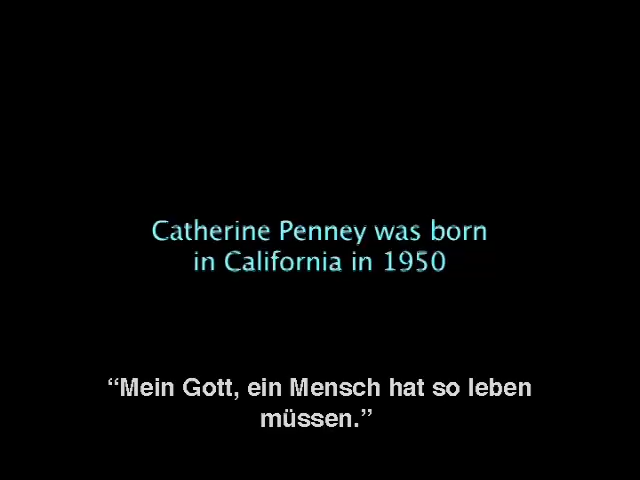 Catherine Penney was born
in California in 1950
“Mein Gott, ein Mensch hat so leben
müssen.”